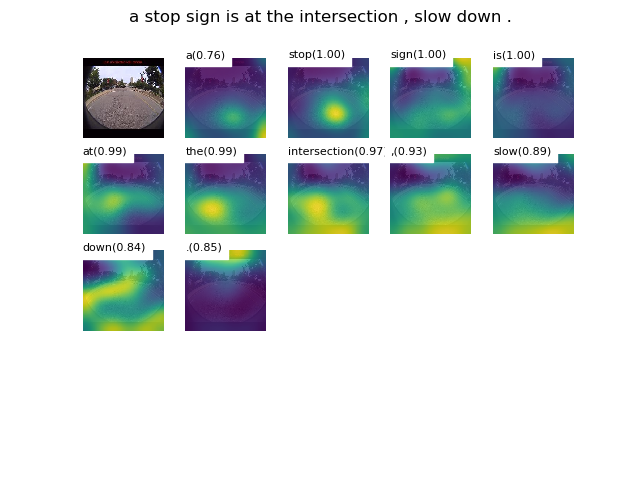 a stop sign is at the intersection , slow down .
a(0.76) stop(1.00) sign(1.00) is(1.00)
at(0.99) the(0.99) intersection(0.97) ,(0.93) slow(0.89)
down(0.84) .(0.85)